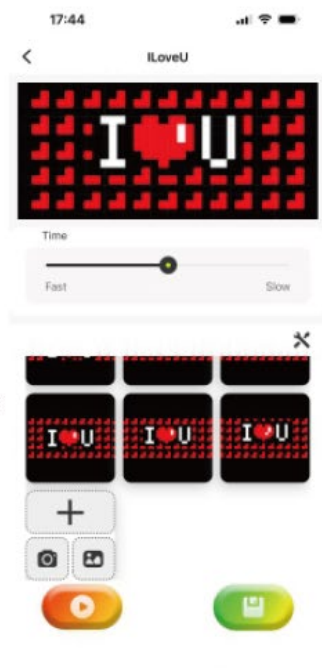 17:44
ILoveU
I U
Time
Fast
Slow
I U
I U
I U